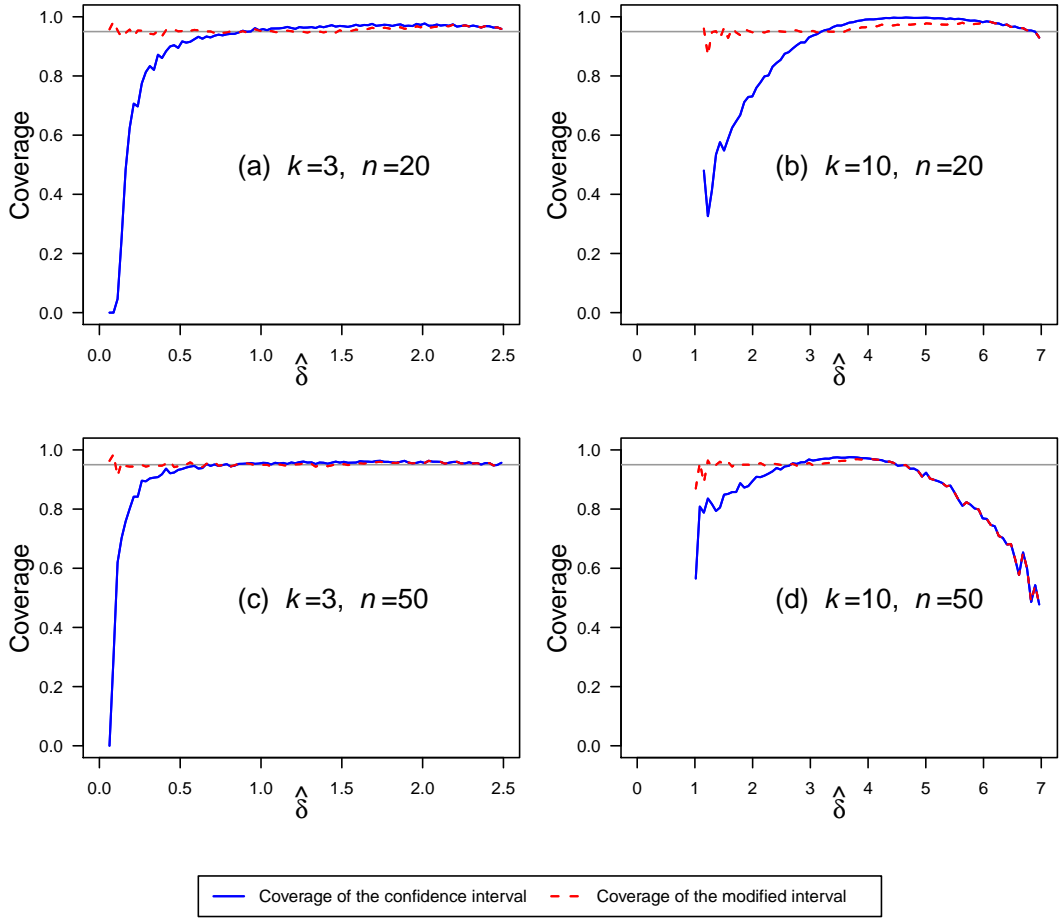 1.0
0.8
0.6
0.4
0.2
0.0
Coverage
(a) k=3, n=20
0.0 0.5 1.0 1.5 2.0 2.5
δ̂
1.0
0.8
0.6
0.4
0.2
0.0
Coverage
(b) k=10, n=20
0 1 2 3 4 5 6 7
δ̂
1.0
0.8
0.6
0.4
0.2
0.0
Coverage
(c) k=3, n=50
0.0 0.5 1.0 1.5 2.0 2.5
δ̂
1.0
0.8
0.6
0.4
0.2
0.0
Coverage
(d) k=10, n=50
0 1 2 3 4 5 6 7
δ̂
Coverage of the confidence interval Coverage of the modified interval